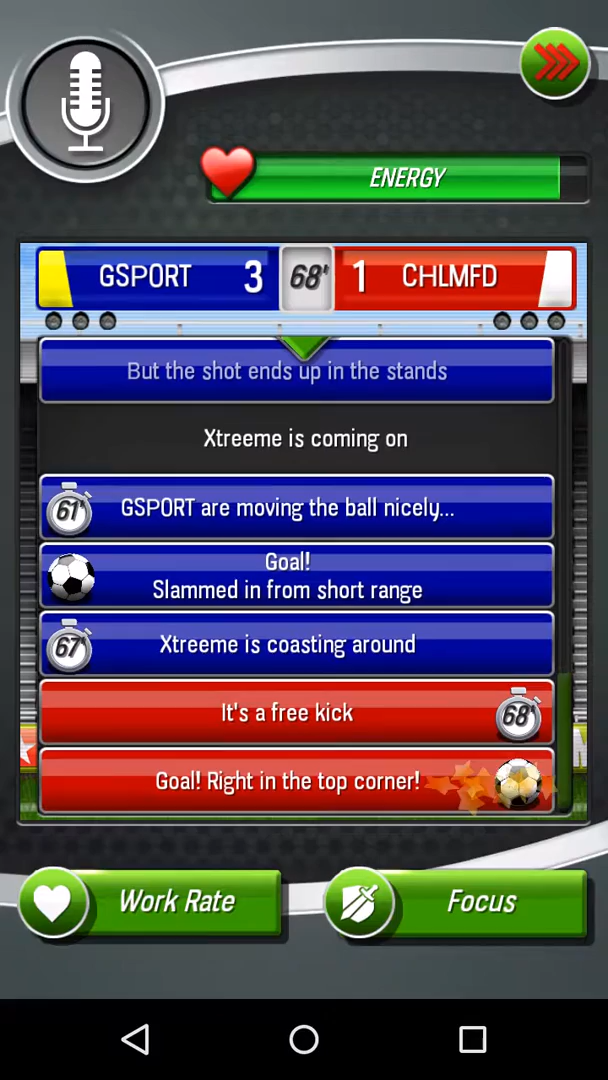 ENERGY
GSPORT 3 68' 1 CHLMFD
But the shot ends up in the stands
Xtreeme is coming on
61' GSPORT are moving the ball nicely...
Goal!
Slammed in from short range
67' Xtreeme is coasting around
It's a free kick 68'
Goal! Right in the top corner!
Work Rate
Focus